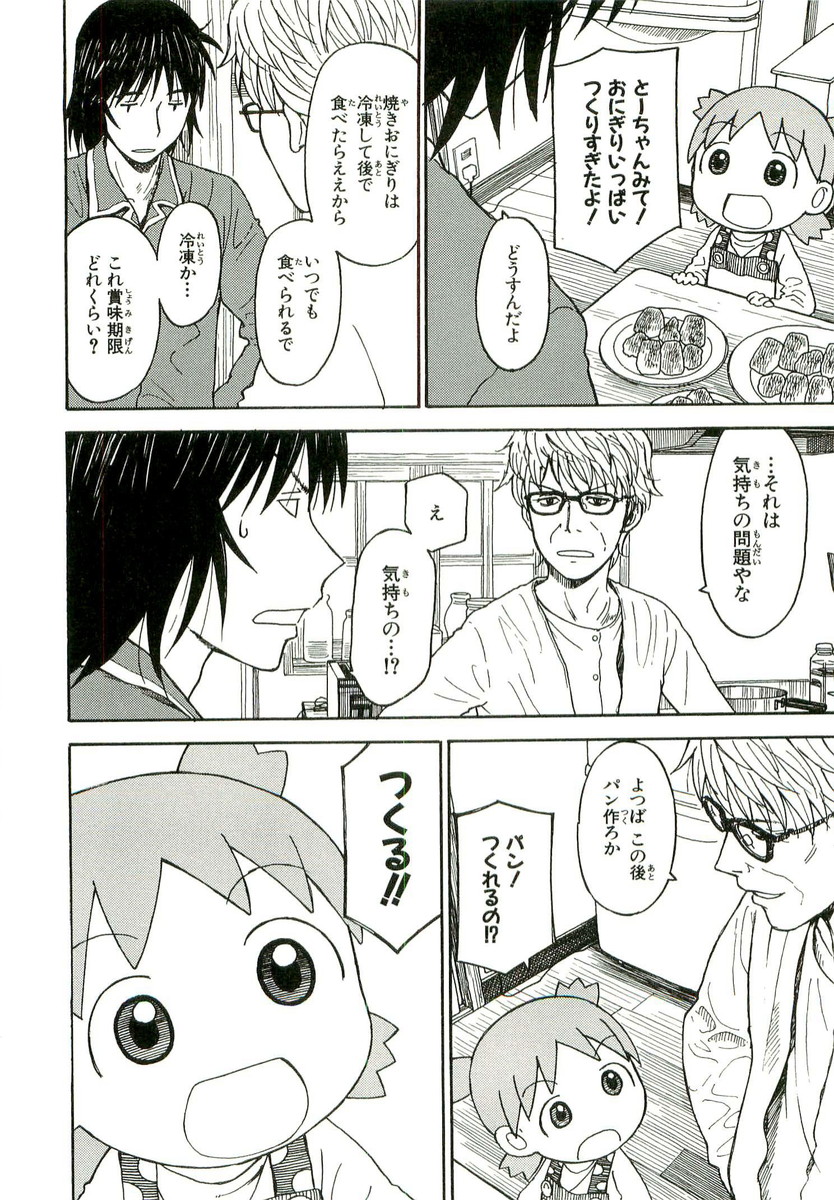 とーちゃんみて!
おにぎりいっぱい
つくりすぎたよ!
どうすんだよ
焼きおにぎりは
冷凍して後で
食べたらええから
いつでも
食べられるで
冷凍か…
これ賞味期限
どれくらい?
…それは
気持ちの問題やな
え
気持ちの…!?
よつば この後
パン作ろか
パン!
つくれるの!?
つくる!!